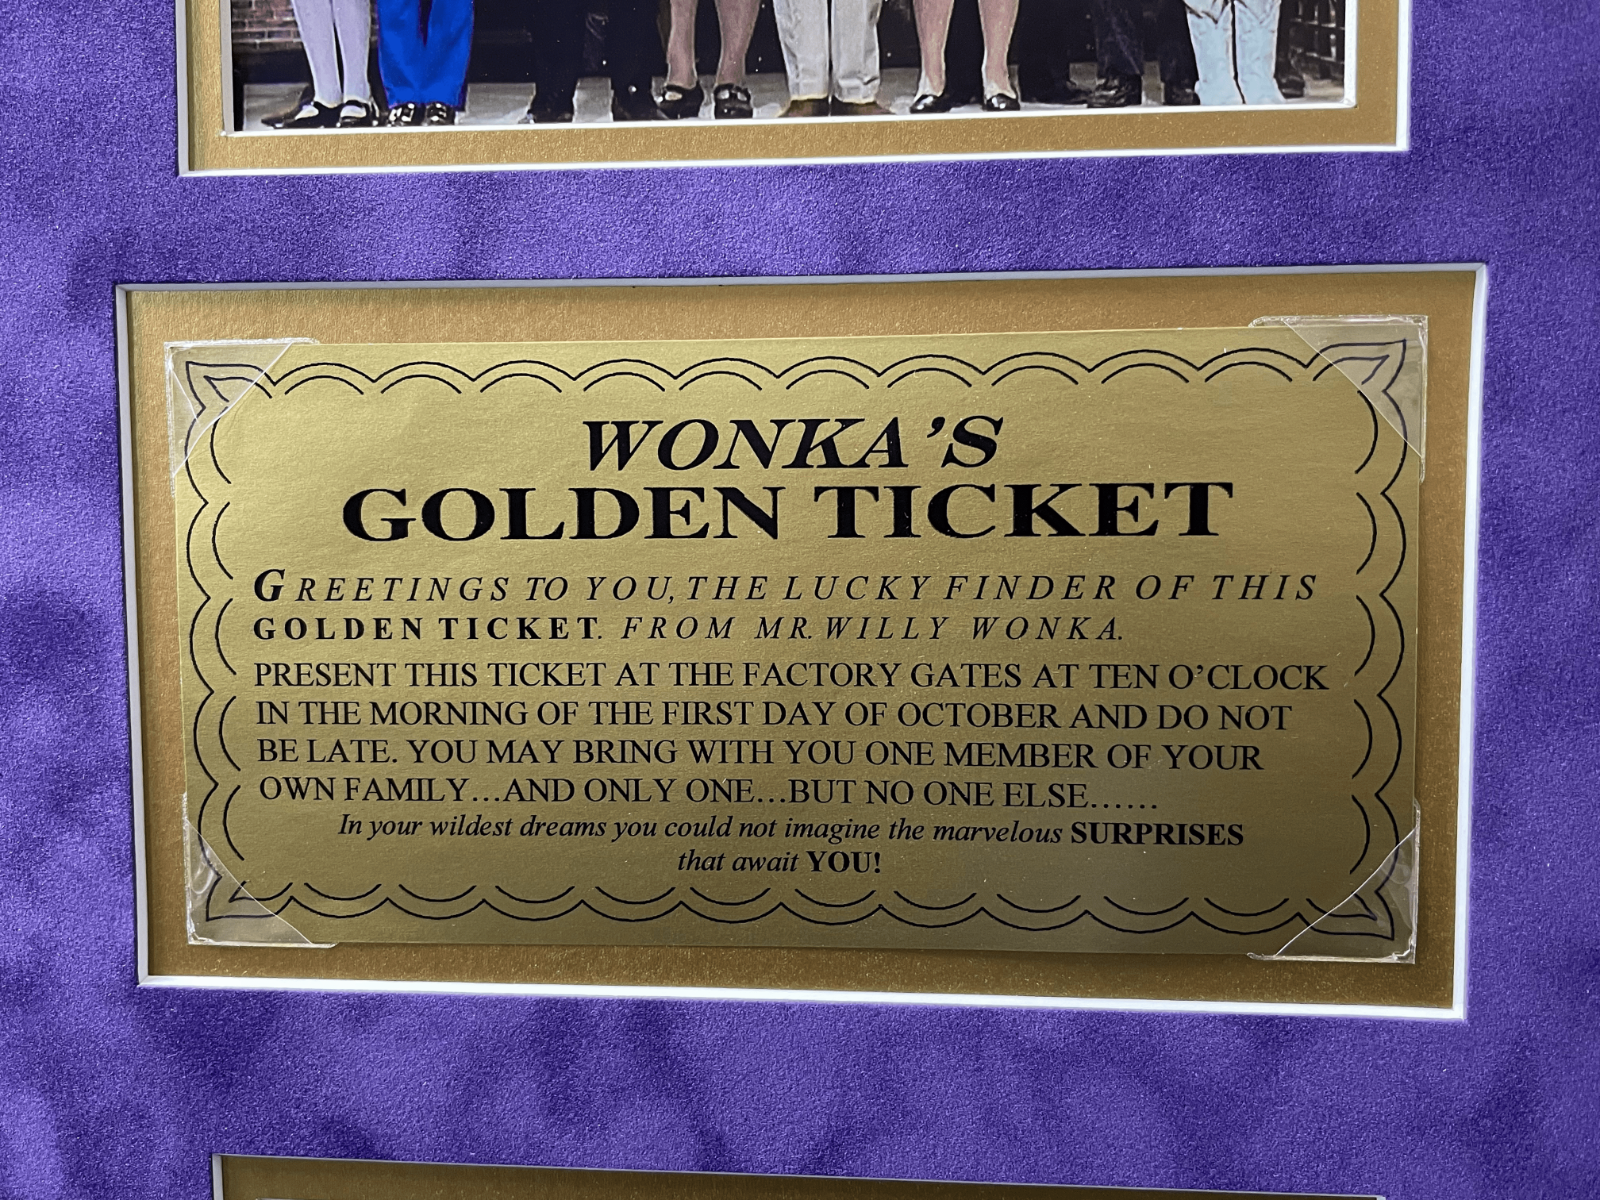 WONKA'S
GOLDEN TICKET
GREETINGS TO YOU, THE LUCKY FINDER OF THIS
GOLDEN TICKET. FROM MR. WILLY WONKA.
PRESENT THIS TICKET AT THE FACTORY GATES AT TEN O'CLOCK
IN THE MORNING OF THE FIRST DAY OF OCTOBER AND DO NOT
BE LATE. YOU MAY BRING WITH YOU ONE MEMBER OF YOUR
OWN FAMILY...AND ONLY ONE...BUT NO ONE ELSE......
In your wildest dreams you could not imagine the marvelous SURPRISES
that await YOU!